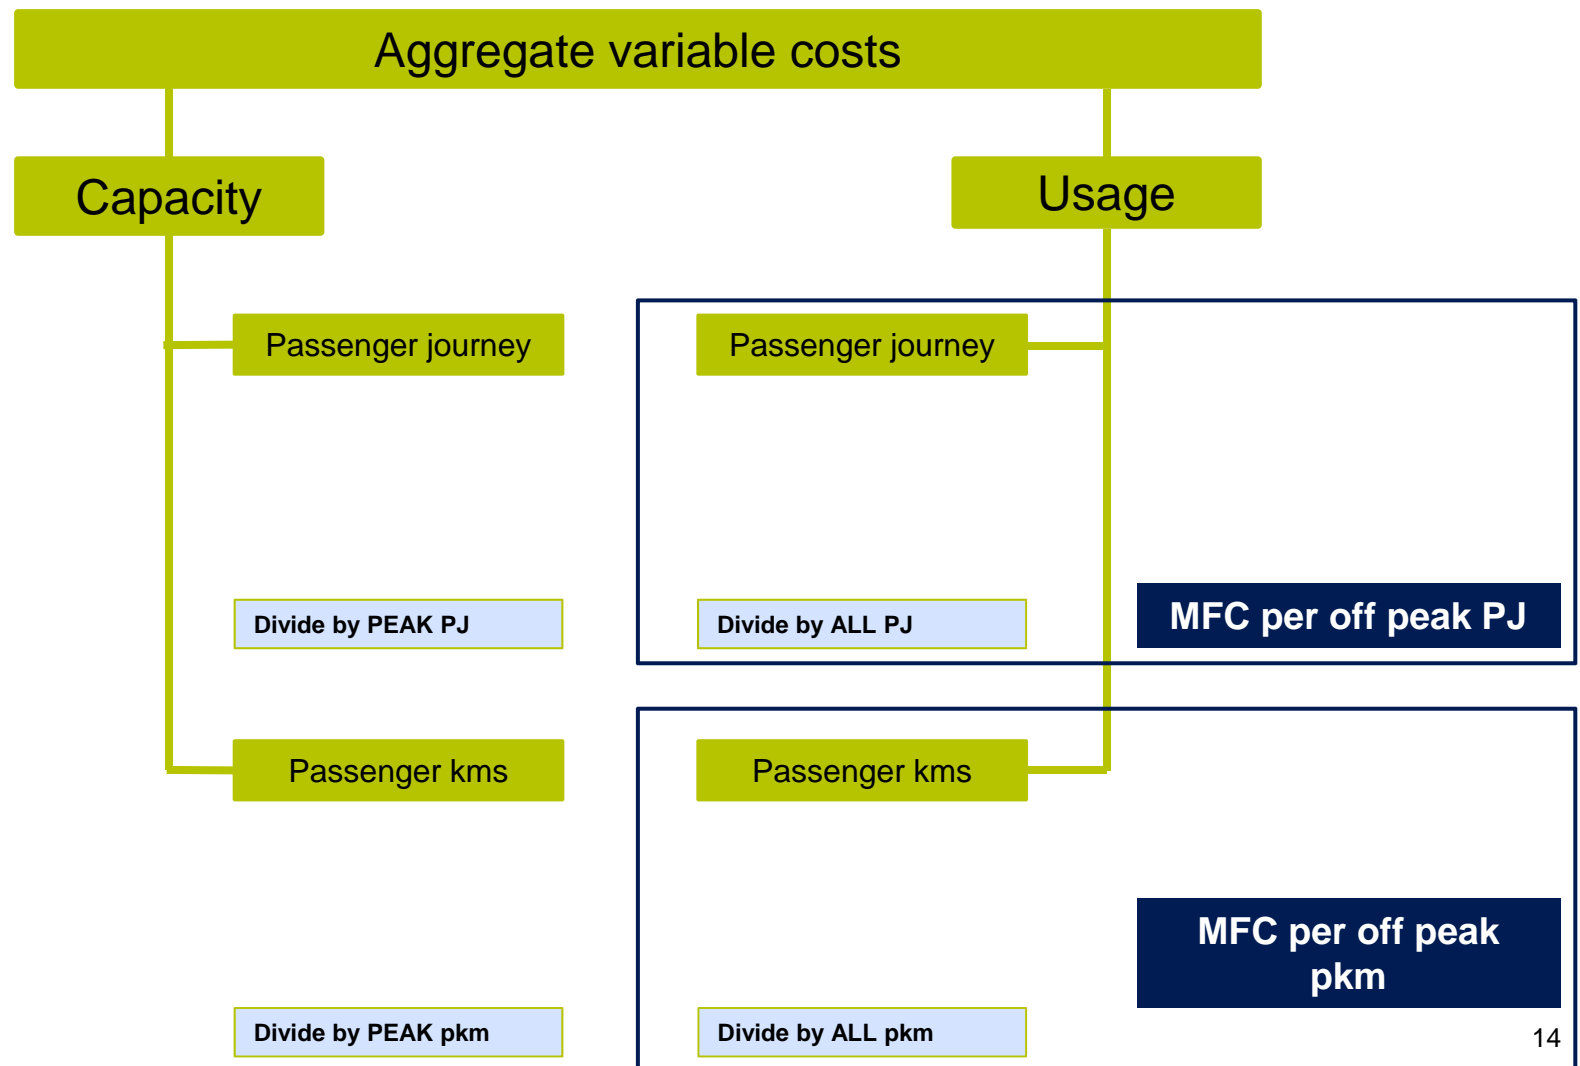 Aggregate variable costs
Capacity
Usage
Passenger journey
Passenger journey
Divide by PEAK PJ
Divide by ALL PJ
MFC per off peak PJ
Passenger kms
Passenger kms
MFC per off peak
pkm
Divide by PEAK pkm
Divide by ALL pkm
14